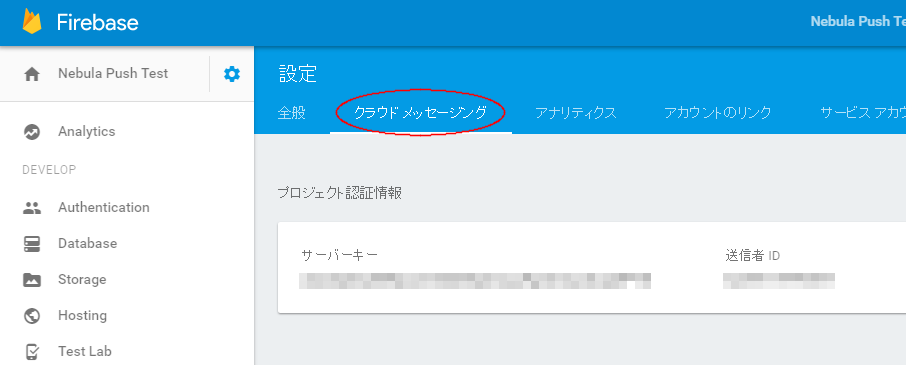 Firebase
Nebula Push Te
Nebula Push Test
設定
全般 クラウド メッセージング アナリティクス アカウントのリンク サービス アカウ
Analytics
DEVELOP
Authentication
Database
Storage
Hosting
Test Lab
プロジェクト認証情報
サーバーキー 送信者 ID